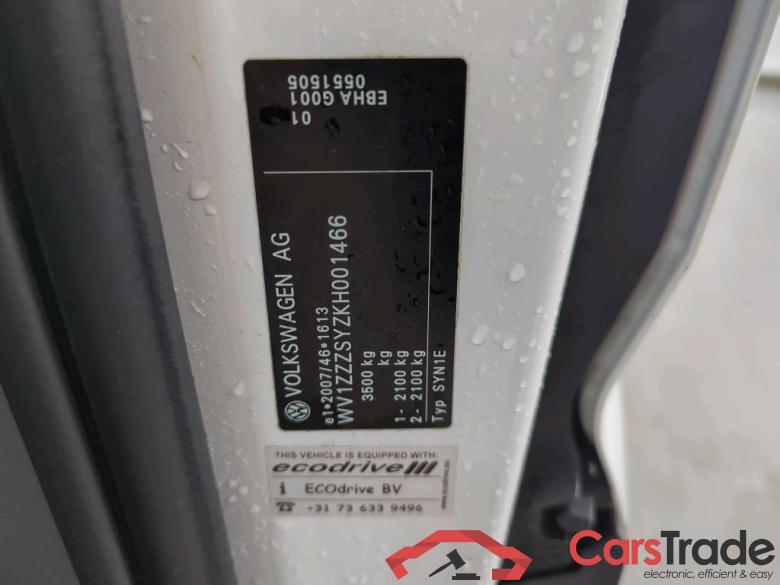 VOLKSWAGEN AG
e1*2007/46*1613
WV1ZZZSYZKH001466
3500 kg
kg
1- 2100 kg
2- 2100 kg
Typ SYN1E
01
EBHA G001
0551505
THIS VEHICLE IS EQUIPPED WITH:
ecodrive
i ECOdrive BV
+31 73 633 9496
eCarsTrade
electronic, efficient & easy